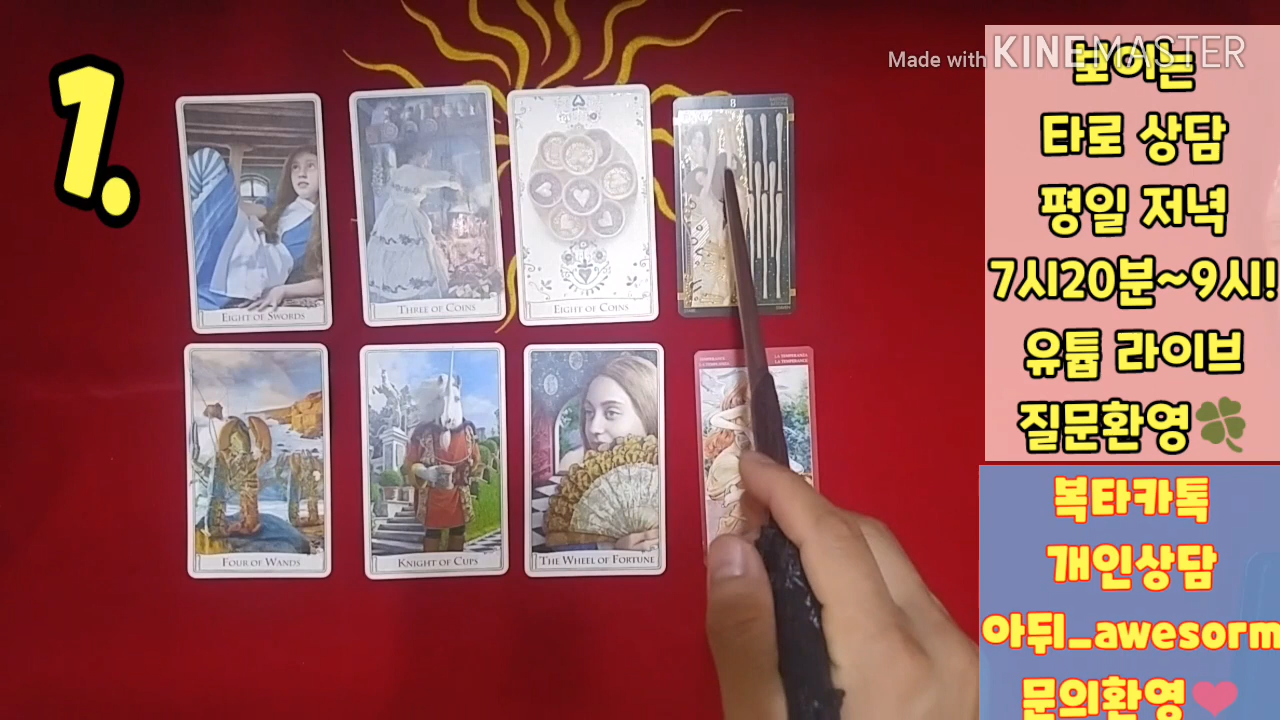 1.
Made with KINEMASTER
보이는
타로 상담
평일 저녁
7시20분~9시!
유튭 라이브
질문환영🍀
복타카톡
개인상담
아뒤_awesorm
문의환영❤
EIGHT OF SWORDS
THREE OF COINS
EIGHT OF COINS
8
FOUR OF WANDS
KNIGHT OF CUPS
THE WHEEL OF FORTUNE
LA TEMPERANZA